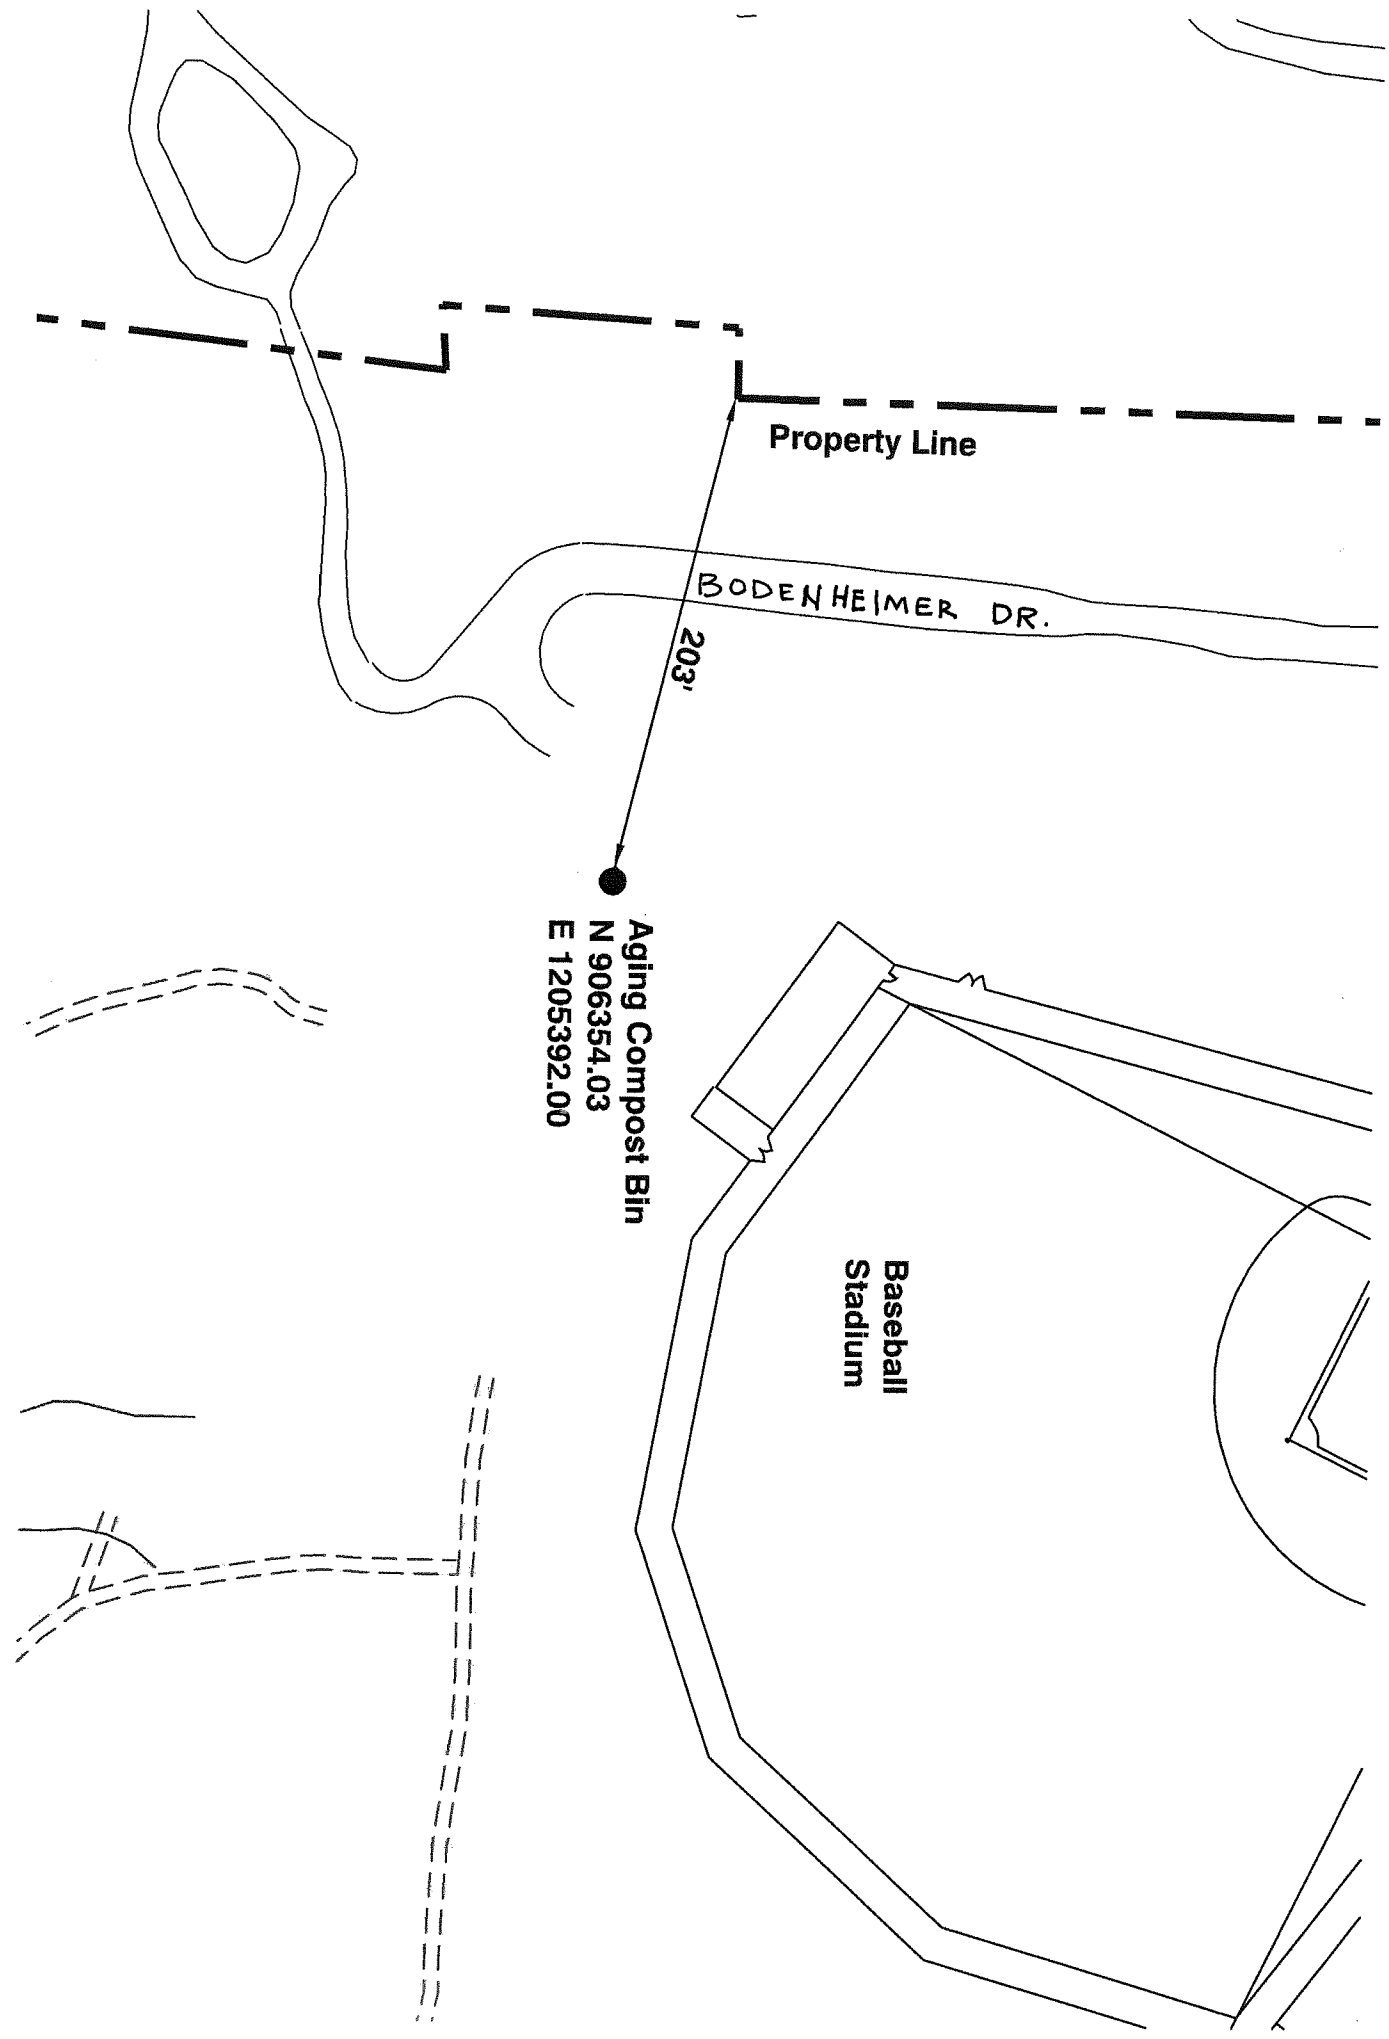 Property Line
BODENHEIMER DR.
203'
Aging Compost Bin
N 906354.03
E 1205392.00
Baseball
Stadium